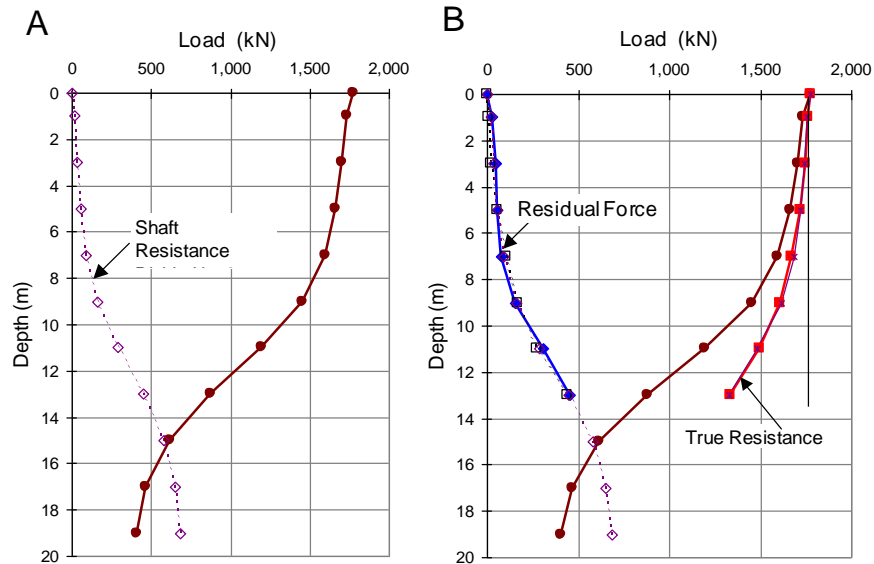 A
Load (kN)
0 500 1,000 1,500 2,000
Depth (m)
0
2
4
6
8
10
12
14
16
18
20
Shaft
Resistance
B
Load (kN)
0 500 1,000 1,500 2,000
Depth (m)
0
2
4
6
8
10
12
14
16
18
20
Residual Force
True Resistance